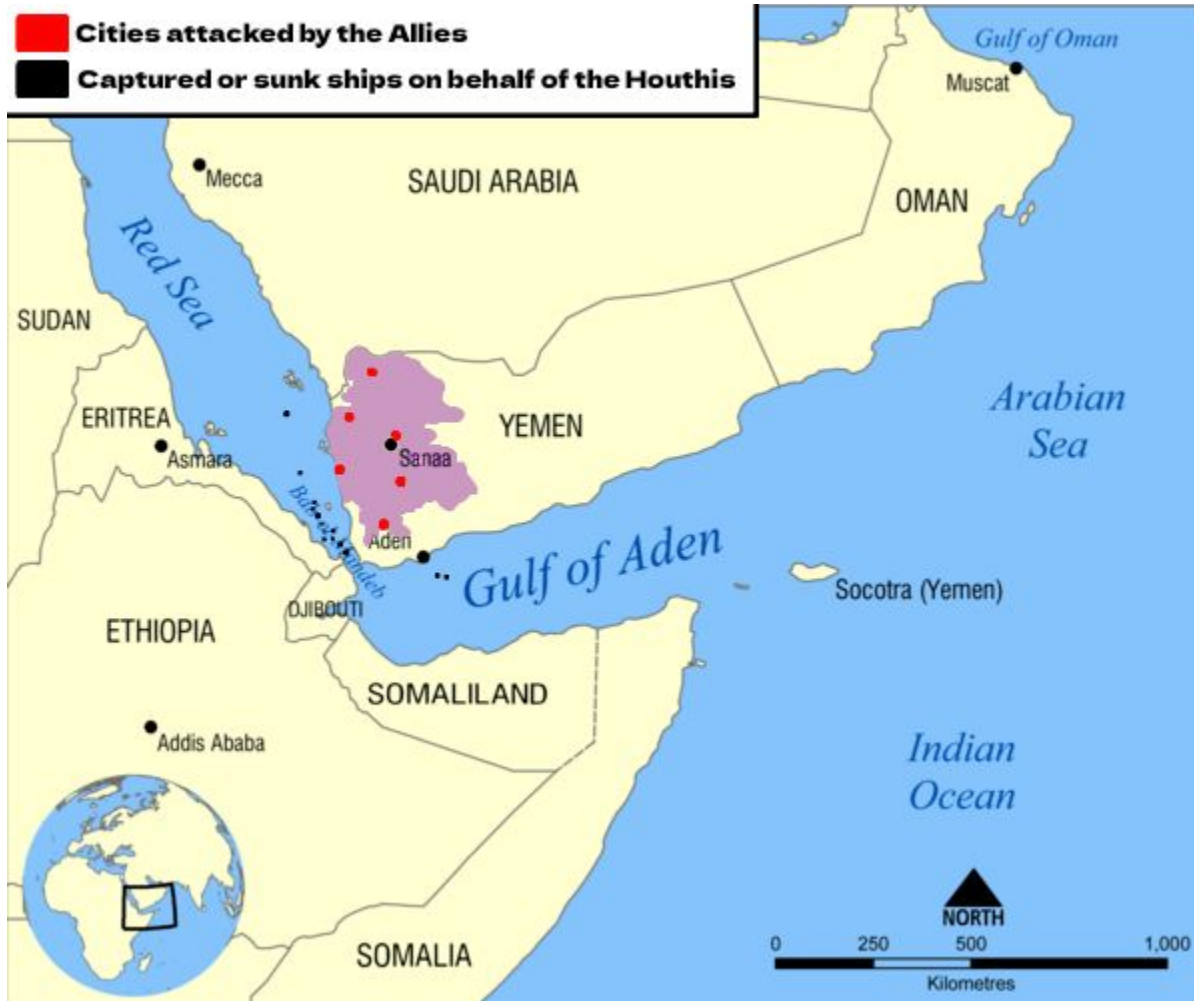 Cities attacked by the Allies
Captured or sunk ships on behalf of the Houthis
Gulf of Oman
Muscat
Mecca
SAUDI ARABIA
OMAN
Red Sea
SUDAN
ERITREA
Asmara
YEMEN
Sanaa
Arabian
Sea
Aden
Gulf of Aden
DJIBOUTI
Socotra (Yemen)
ETHIOPIA
SOMALILAND
Addis Ababa
Indian
Ocean
NORTH
SOMALIA
0 250 500 1,000
Kilometres